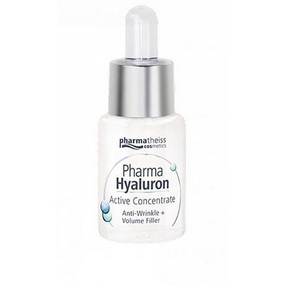 pharmatheiss
cosmetics
Pharma
Hyaluron
Active Concentrate
Anti-Wrinkle +
Volume Filler